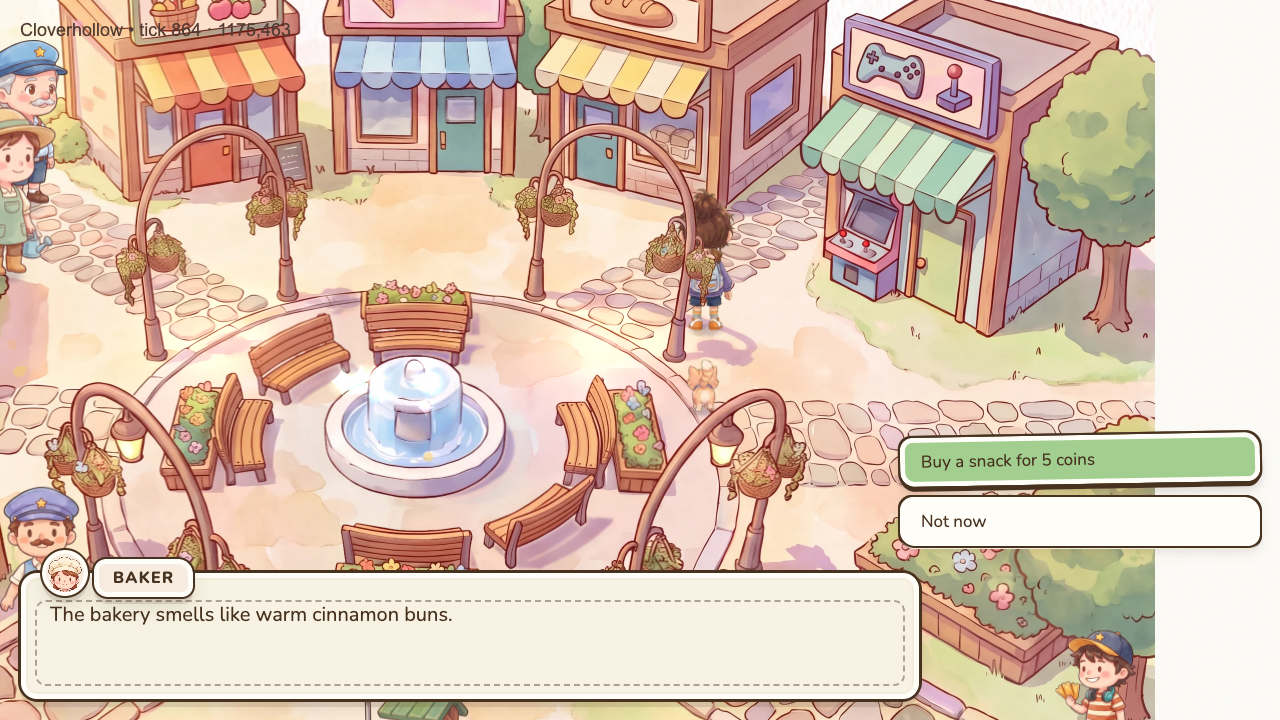 Cloverhollow • tick 864 · 1175,463
Buy a snack for 5 coins
Not now
BAKER
The bakery smells like warm cinnamon buns.